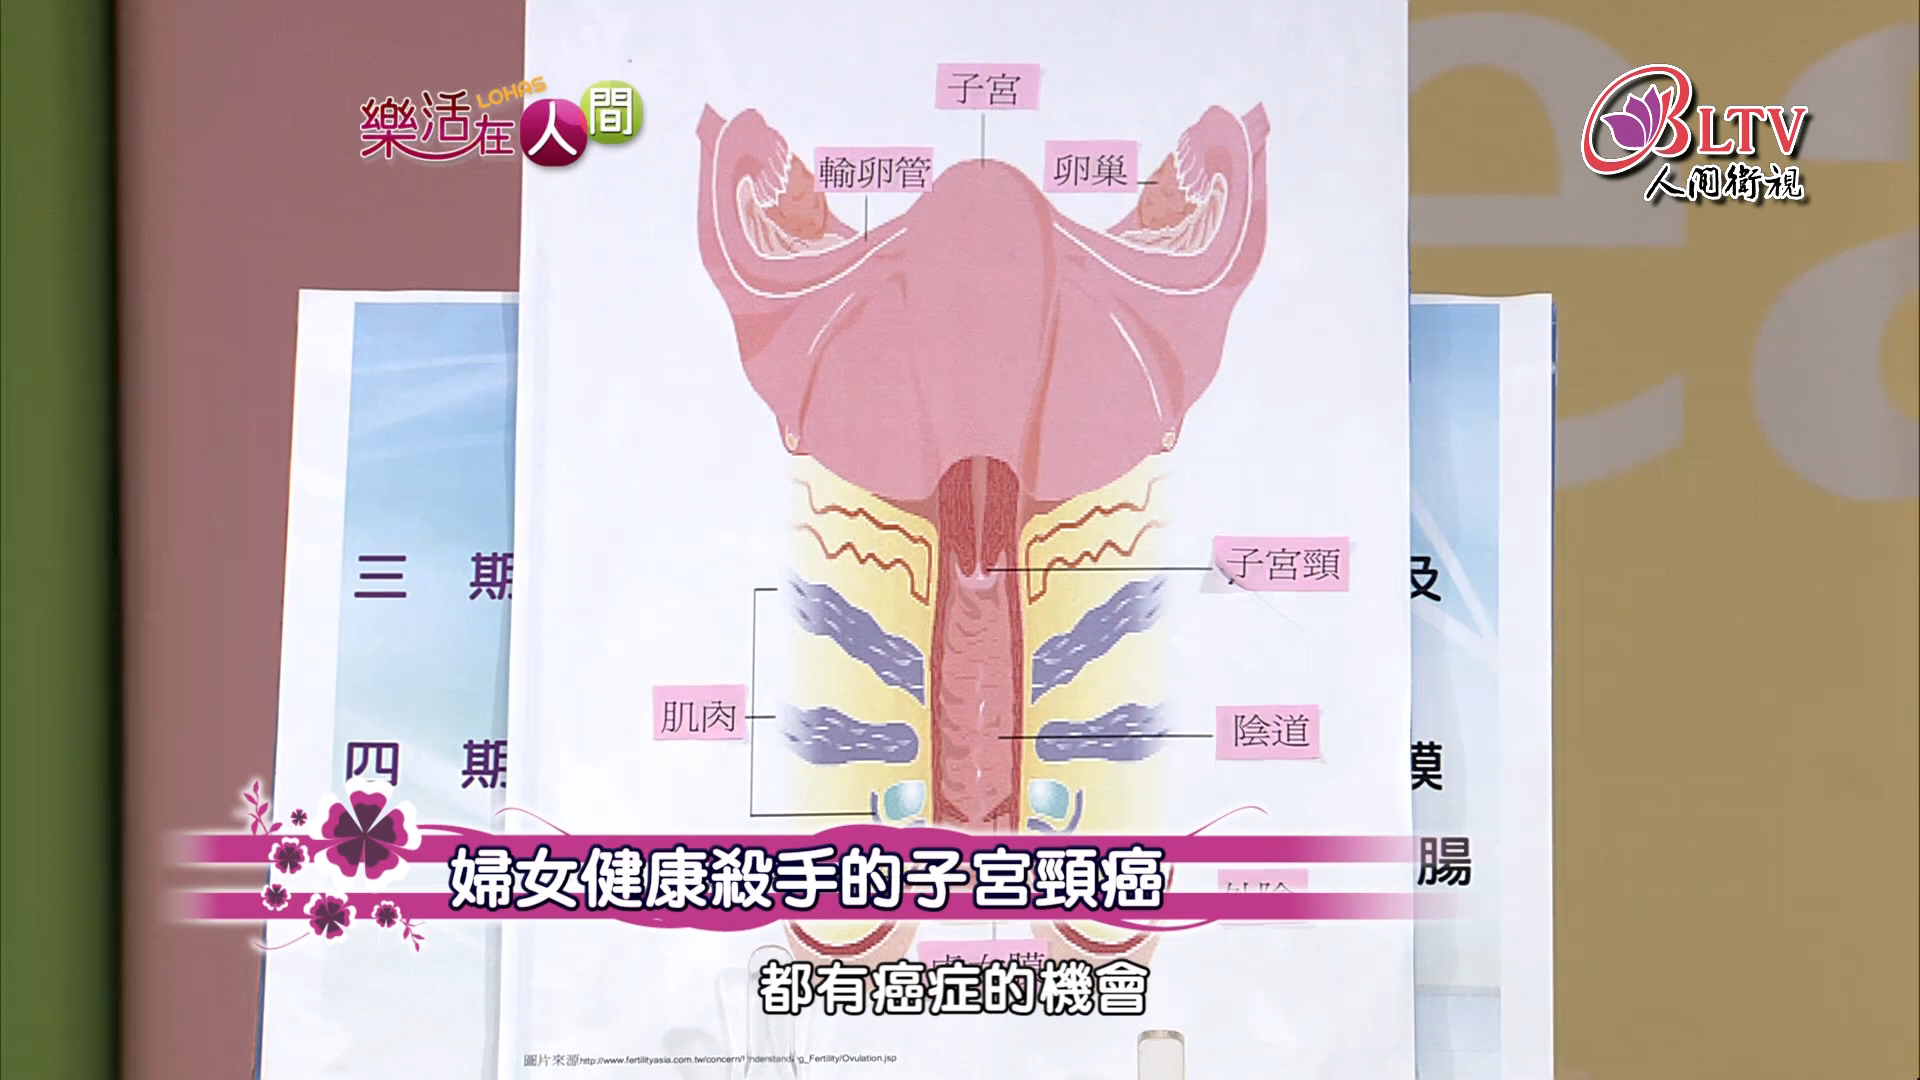 子宮
LOHAS
樂活在人間
BLTV
人間衛視
輸卵管
卵巢
子宮頸
三 期
及
肌肉
陰道
四 期
膜
腸
婦女健康殺手的子宮頸癌
都有癌症的機會